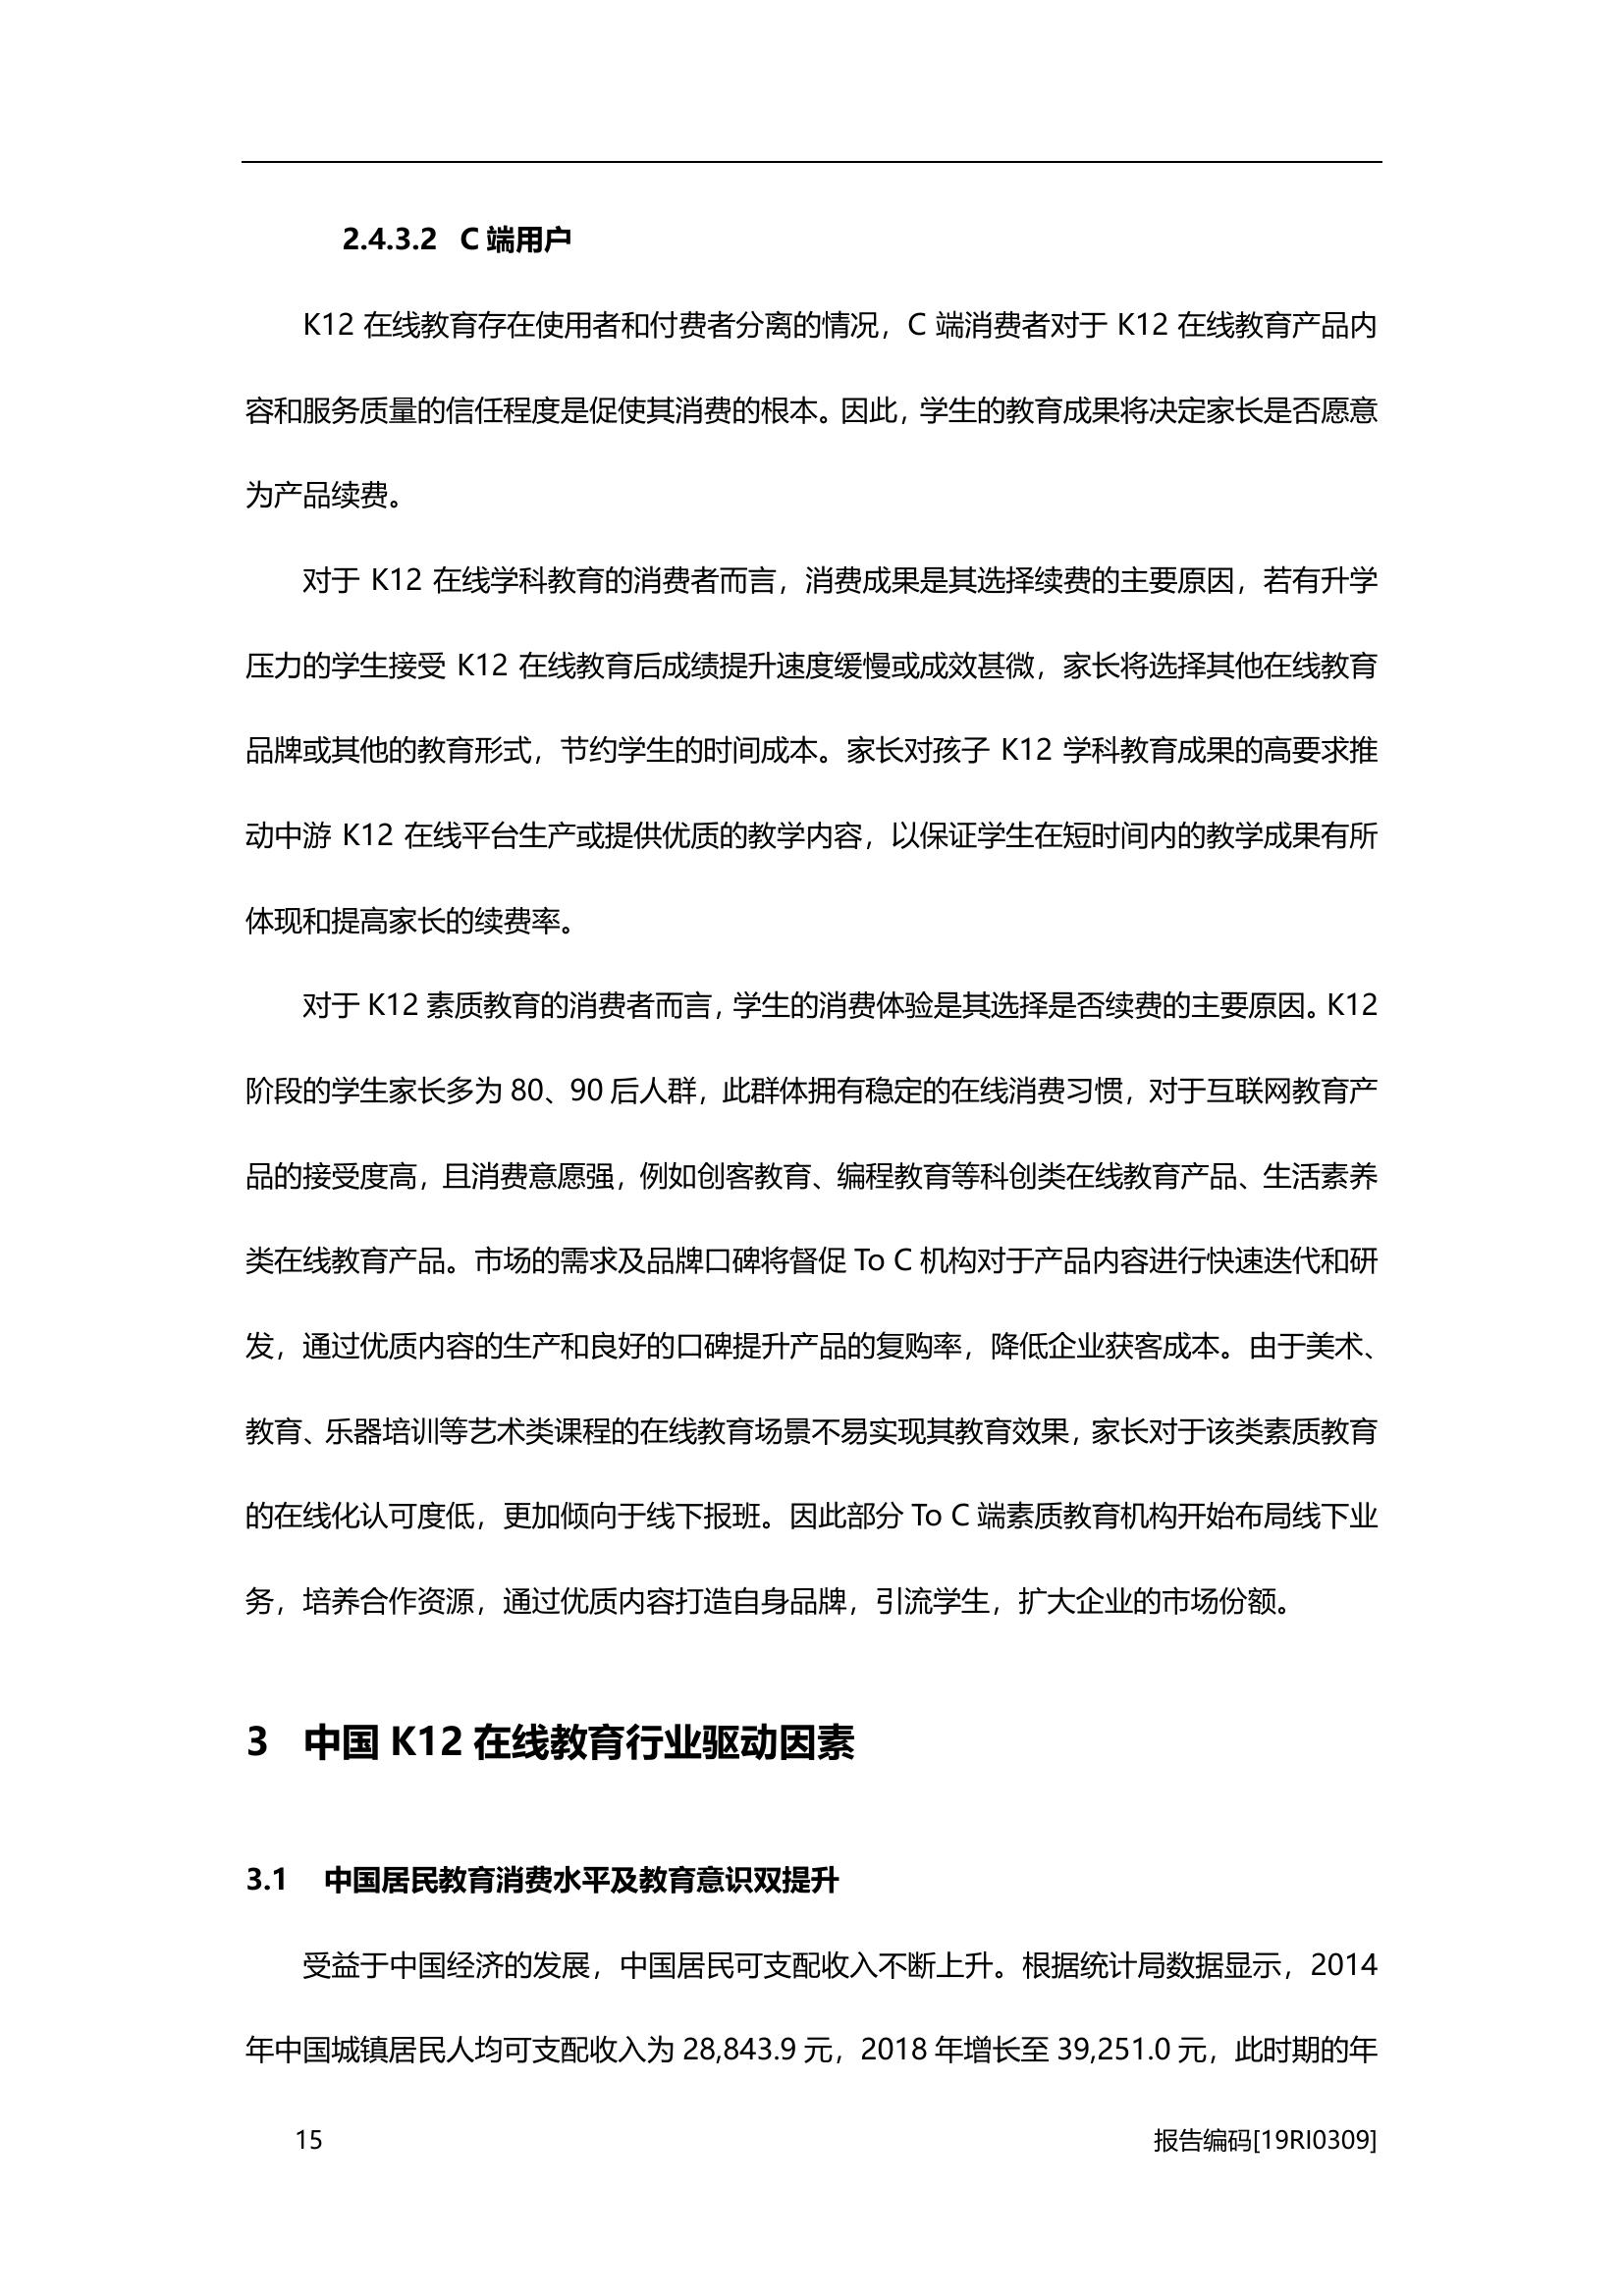 2.4.3.2 C 端用户
K12 在线教育存在使用者和付费者分离的情况，C 端消费者对于 K12 在线教育产品内
容和服务质量的信任程度是促使其消费的根本。因此，学生的教育成果将决定家长是否愿意
为产品续费。
对于 K12 在线学科教育的消费者而言，消费成果是其选择续费的主要原因，若有升学
压力的学生接受 K12 在线教育后成绩提升速度缓慢或成效甚微，家长将选择其他在线教育
品牌或其他的教育形式，节约学生的时间成本。家长对孩子 K12 学科教育成果的高要求推
动中游 K12 在线平台生产或提供优质的教学内容，以保证学生在短时间内的教学成果有所
体现和提高家长的续费率。
对于 K12 素质教育的消费者而言，学生的消费体验是其选择是否续费的主要原因。K12
阶段的学生家长多为 80、90 后人群，此群体拥有稳定的在线消费习惯，对于互联网教育产
品的接受度高，且消费意愿强，例如创客教育、编程教育等科创类在线教育产品、生活素养
类在线教育产品。市场的需求及品牌口碑将督促 To C 机构对于产品内容进行快速迭代和研
发，通过优质内容的生产和良好的口碑提升产品的复购率，降低企业获客成本。由于美术、
教育、乐器培训等艺术类课程的在线教育场景不易实现其教育效果，家长对于该类素质教育
的在线化认可度低，更加倾向于线下报班。因此部分 To C 端素质教育机构开始布局线下业
务，培养合作资源，通过优质内容打造自身品牌，引流学生，扩大企业的市场份额。
3 中国 K12 在线教育行业驱动因素
3.1 中国居民教育消费水平及教育意识双提升
受益于中国经济的发展，中国居民可支配收入不断上升。根据统计局数据显示，2014
年中国城镇居民人均可支配收入为 28,843.9 元，2018 年增长至 39,251.0 元，此时期的年
15 报告编码[19RI0309]